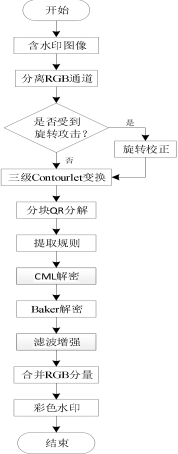 开始
含水印图像
分离RGB通道
是否受到
旋转攻击?
是
旋转校正
否
三级Contourlet变换
分块QR分解
提取规则
CML解密
Baker解密
滤波增强
合并RGB分量
彩色水印
结束